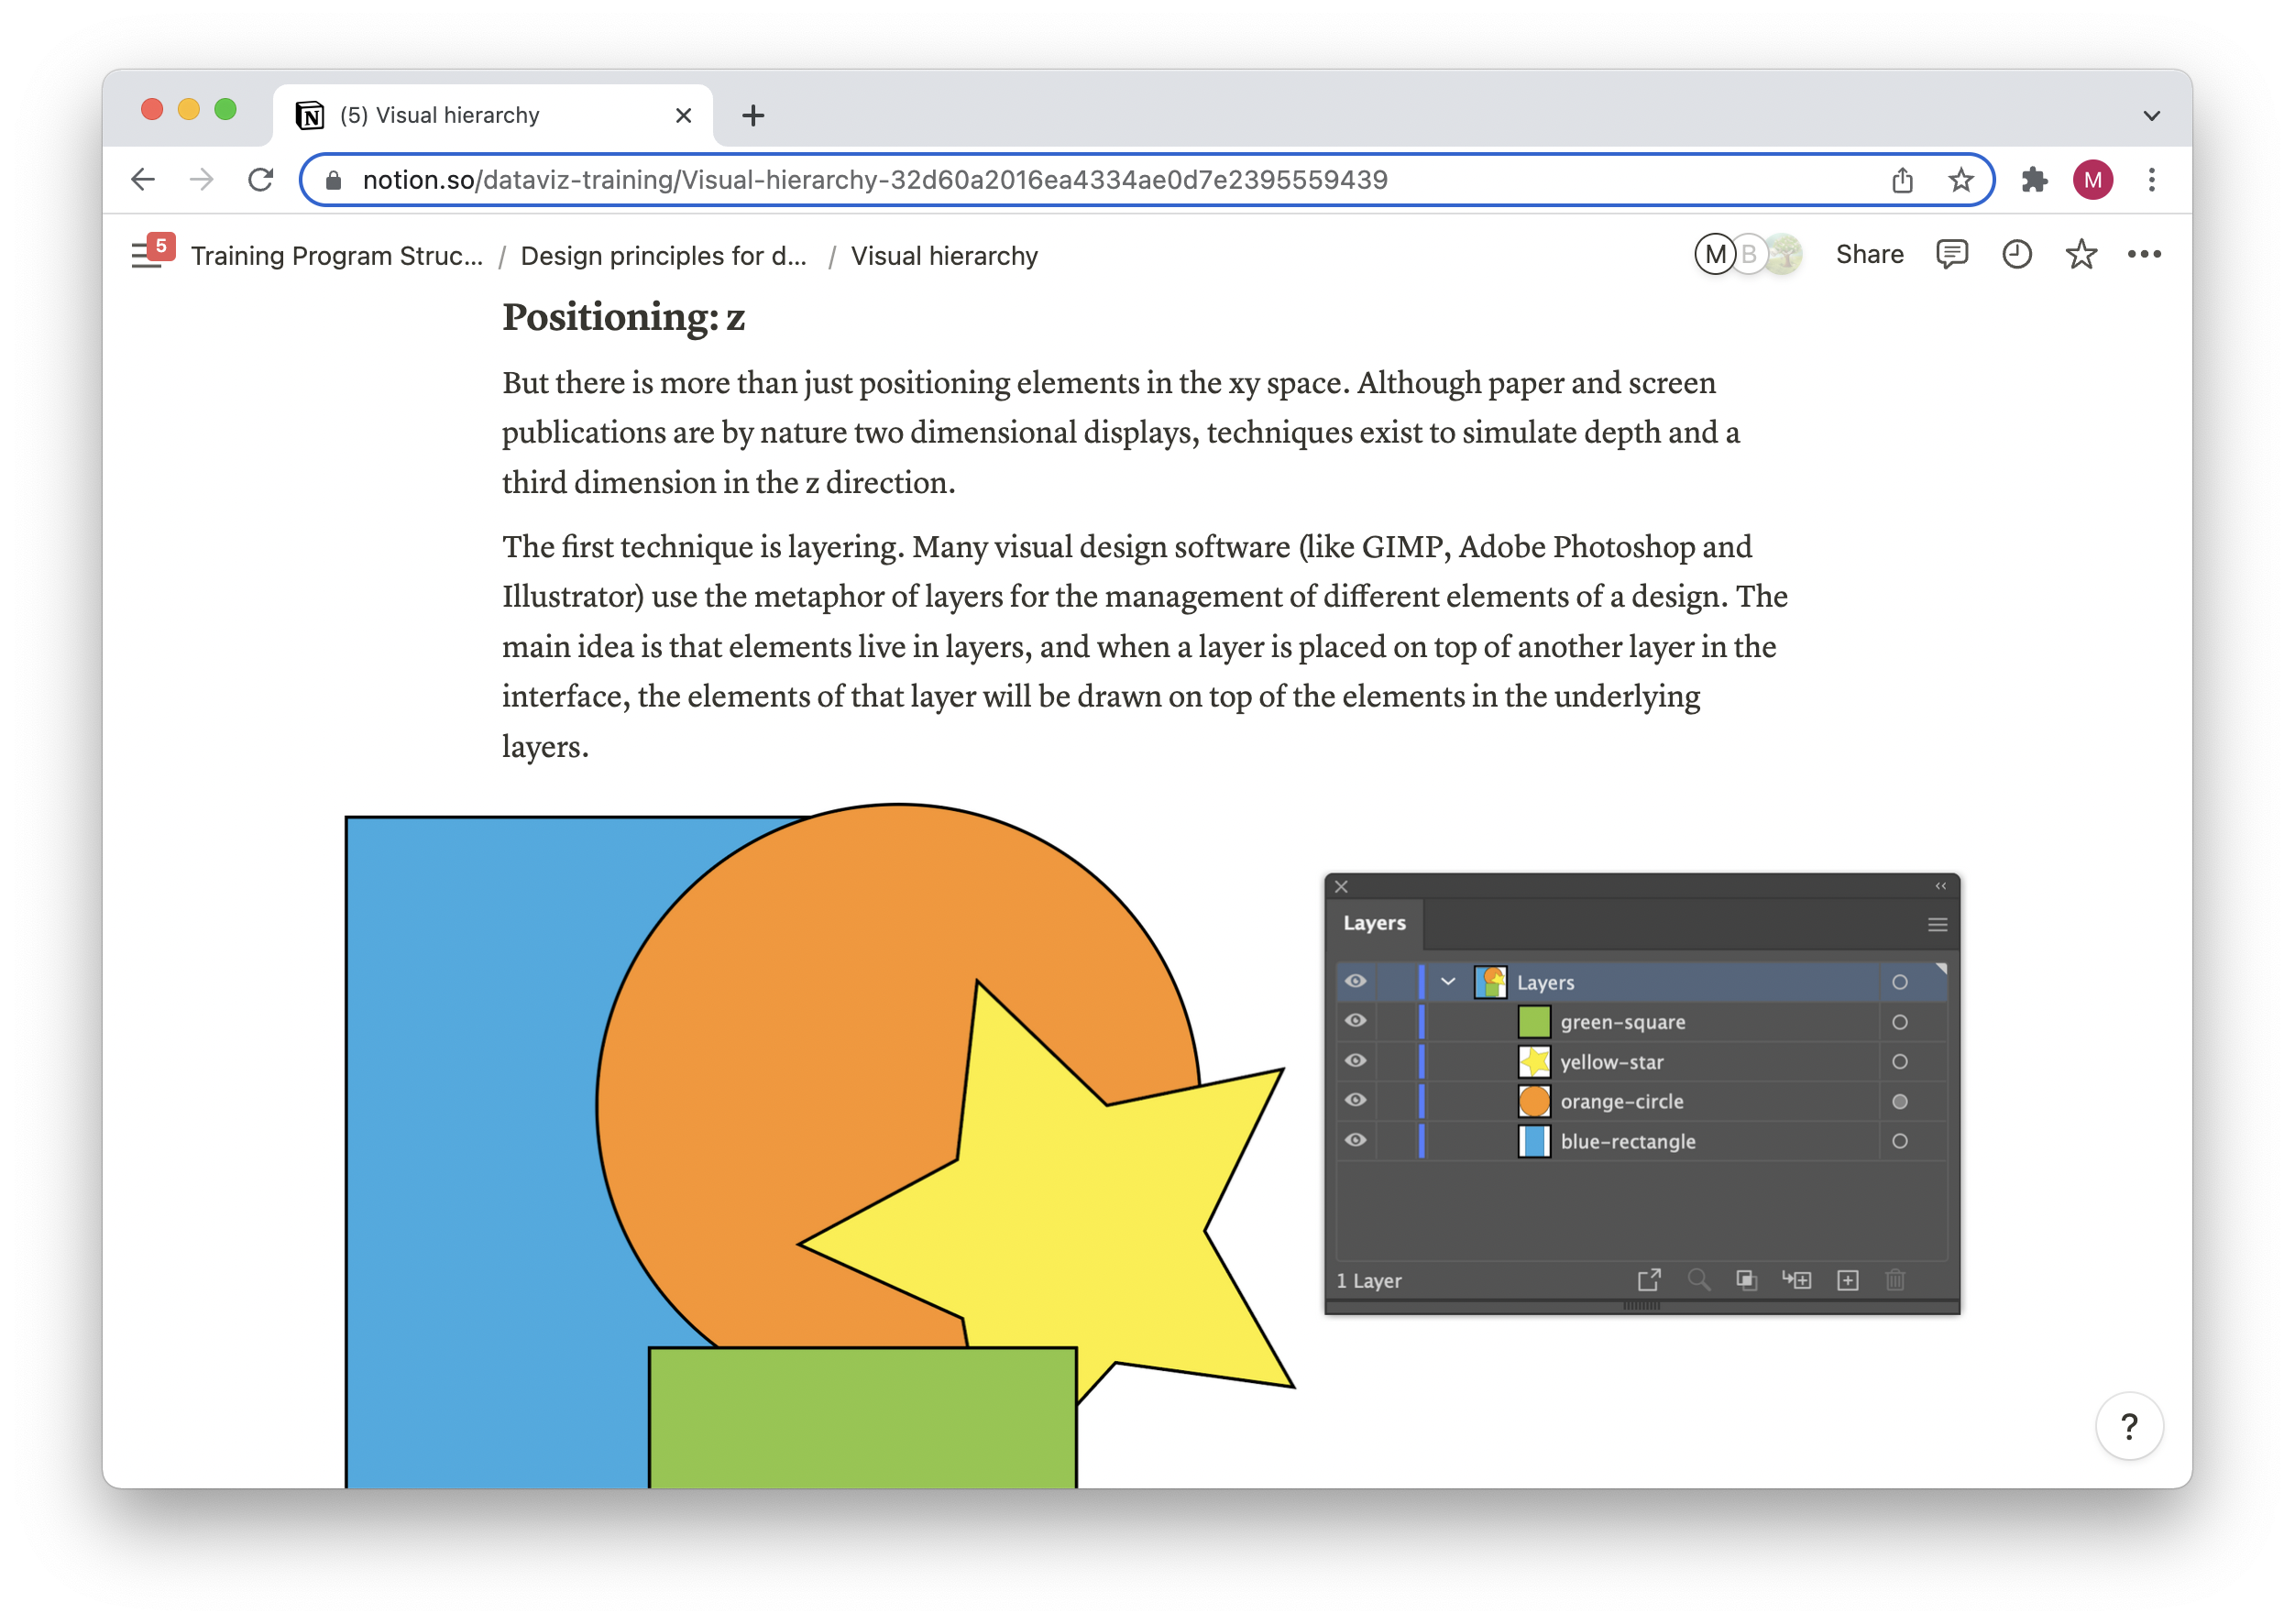 (5) Visual hierarchy
notion.so/dataviz-training/Visual-hierarchy-32d60a2016ea4334ae0d7e2395559439
M
5
Training Program Struc... / Design principles for d... / Visual hierarchy
M B
Share
Positioning: z
But there is more than just positioning elements in the xy space. Although paper and screen
publications are by nature two dimensional displays, techniques exist to simulate depth and a
third dimension in the z direction.
The first technique is layering. Many visual design software (like GIMP, Adobe Photoshop and
Illustrator) use the metaphor of layers for the management of different elements of a design. The
main idea is that elements live in layers, and when a layer is placed on top of another layer in the
interface, the elements of that layer will be drawn on top of the elements in the underlying
layers.
Layers
Layers
green-square
yellow-star
orange-circle
blue-rectangle
1 Layer
?